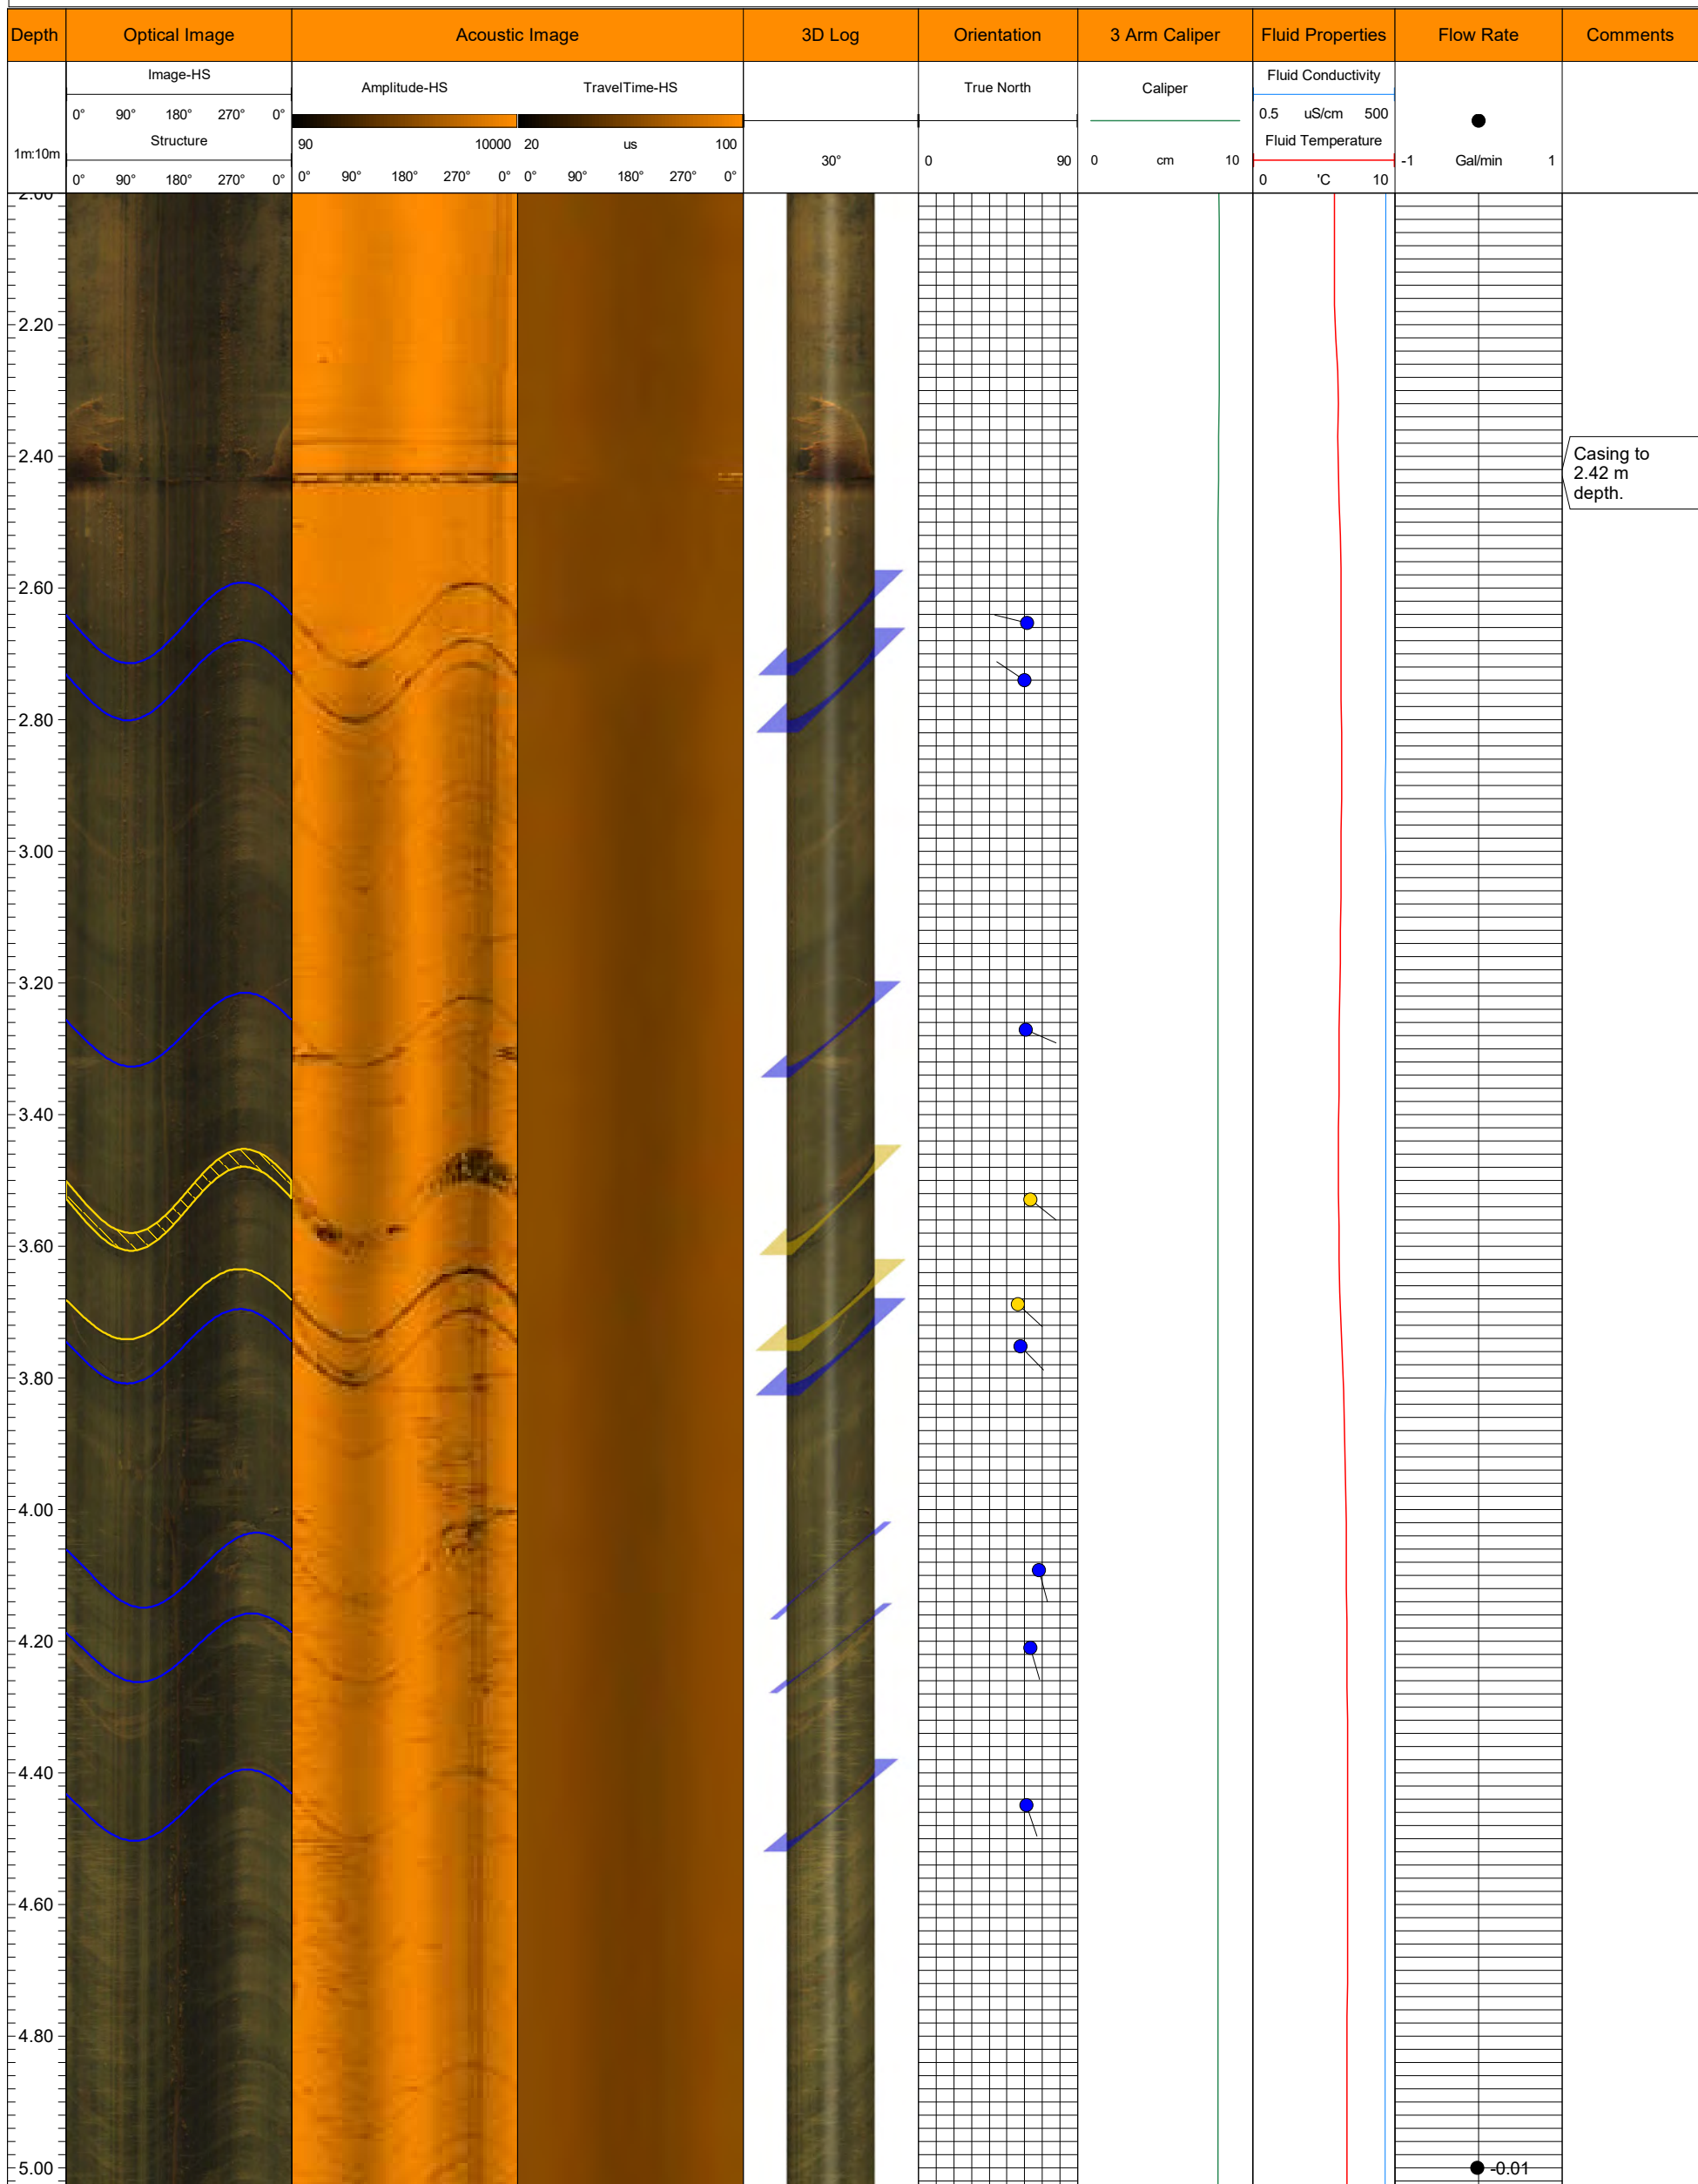 Depth Optical Image Acoustic Image 3D Log Orientation 3 Arm Caliper Fluid Properties Flow Rate Comments
Image-HS Amplitude-HS TravelTime-HS True North Caliper Fluid Conductivity
0° 90° 180° 270° 0° 0.5 uS/cm 500
Structure Fluid Temperature
1m:10m 90 10000 20 us 100 30° 0 90 0 cm 10 -1 Gal/min 1
0° 90° 180° 270° 0° 0° 90° 180° 270° 0° 0° 90° 180° 270° 0° 0 'C 10
2.00
2.20
2.40
Casing to
2.42 m
depth.
2.60
2.80
3.00
3.20
3.40
3.60
3.80
4.00
4.20
4.40
4.60
4.80
5.00 -0.01